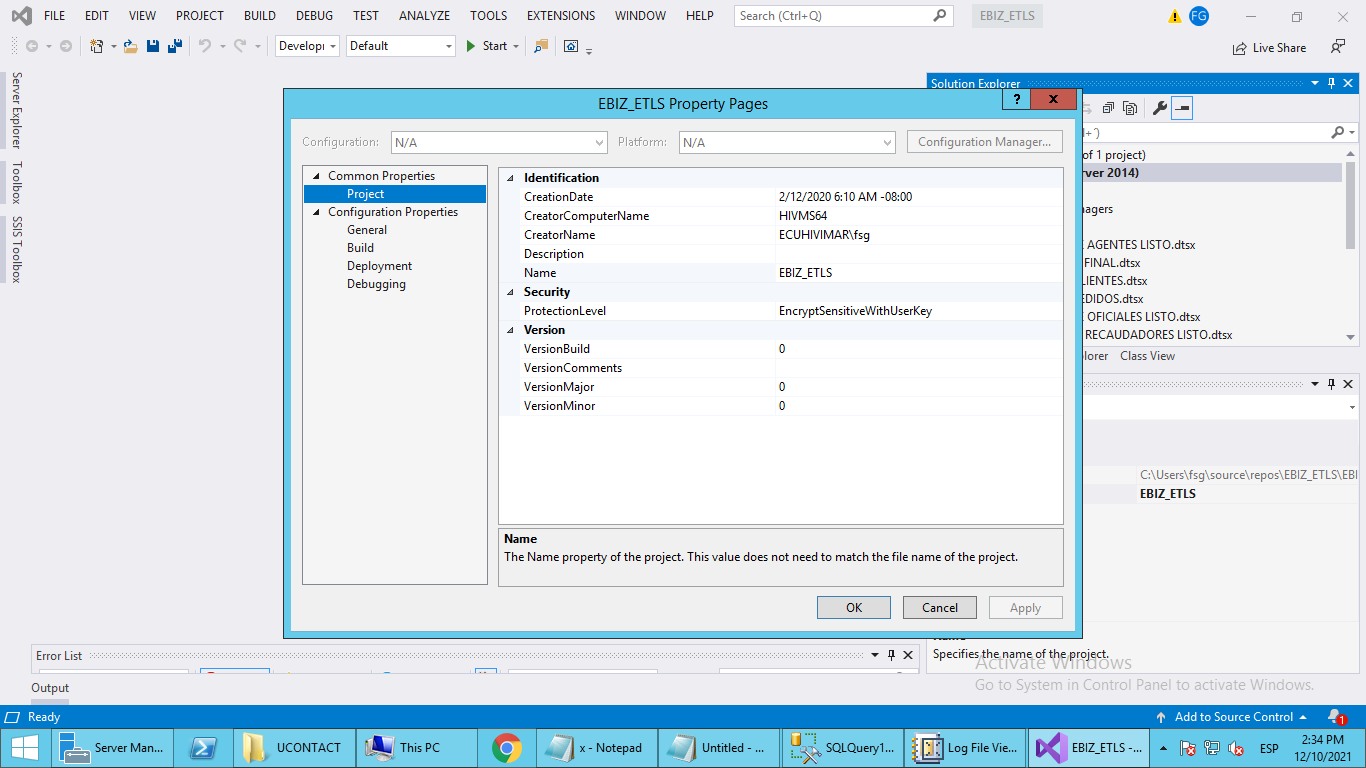 FILE EDIT VIEW PROJECT BUILD DEBUG TEST ANALYZE TOOLS EXTENSIONS WINDOW HELP Search (Ctrl+Q) EBIZ_ETLS FG
Develop Default Start Live Share
Server Explorer
Toolbox
SSIS Toolbox
Solution Explorer
EBIZ_ETLS Property Pages
?
Configuration: N/A Platform: N/A Configuration Manager...
Common Properties
Project
Configuration Properties
General
Build
Deployment
Debugging
Identification
CreationDate 2/12/2020 6:10 AM -08:00
CreatorComputerName HIVMS64
CreatorName ECUHIVIMAR\fsg
Description
Name EBIZ_ETLS
Security
ProtectionLevel EncryptSensitiveWithUserKey
Version
VersionBuild 0
VersionComments
VersionMajor 0
VersionMinor 0
Name
The Name property of the project. This value does not need to match the file name of the project.
OK Cancel Apply
of 1 project)
rver 2014)
agers
AGENTES LISTO.dtsx
FINAL.dtsx
LIENTES.dtsx
EDIDOS.dtsx
OFICIALES LISTO.dtsx
RECAUDADORES LISTO.dtsx
lorer Class View
C:\Users\fsg\source\repos\EBIZ_ETLS\EBI
EBIZ_ETLS
Name
Specifies the name of the project.
Activate Windows
Go to System in Control Panel to activate Windows.
Error List
Output
Ready Add to Source Control 1
Server Man... UCONTACT This PC x - Notepad Untitled - ... SQLQuery1... Log File Vie... EBIZ_ETLS -... ESP 2:34 PM
12/10/2021